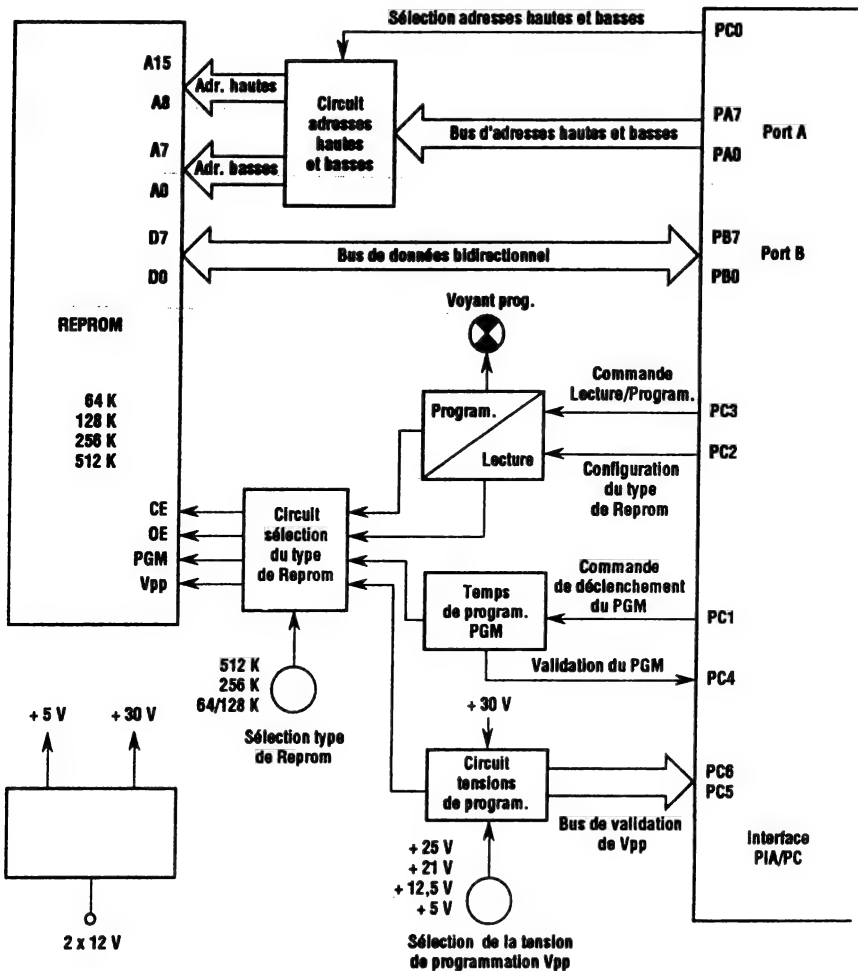 Sélection adresses hautes et basses
PC0
A15
Adr. hautes
A8
Circuit
adresses
hautes
et basses
PA7
Bus d'adresses hautes et basses
PA0
Port A
A7
Adr. basses
A0
D7
Bus de données bidirectionnel
D0
PB7
Port B
PB0
REPROM
64 K
128 K
256 K
512 K
Voyant prog.
Program.
Lecture
Commande
Lecture/Program.
PC3
PC2
Configuration
du type
de Reprom
CE
OE
PGM
Vpp
Circuit
sélection
du type
de Reprom
Temps
de program.
PGM
Commande
de déclenchement
du PGM
PC1
Validation du PGM
PC4
512 K
256 K
64/128 K
Sélection type
de Reprom
+ 30 V
Circuit
tensions
de program.
PC6
PC5
Bus de validation
de Vpp
+ 5 V
+ 30 V
2 x 12 V
+ 25 V
+ 21 V
+ 12,5 V
+ 5 V
Sélection de la tension
de programmation Vpp
Interface
PIA/PC